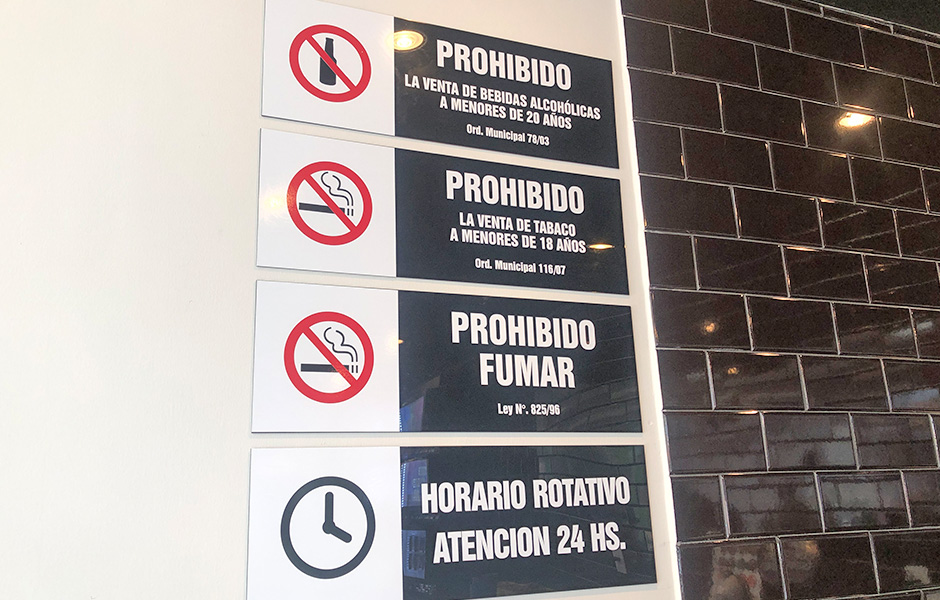 PROHIBIDO
LA VENTA DE BEBIDAS ALCOHÓLICAS
A MENORES DE 20 AÑOS
Ord. Municipal 78/03
PROHIBIDO
LA VENTA DE TABACO
A MENORES DE 18 AÑOS
Ord. Municipal 116/07
PROHIBIDO
FUMAR
Ley N°. 825/96
HORARIO ROTATIVO
ATENCION 24 HS.